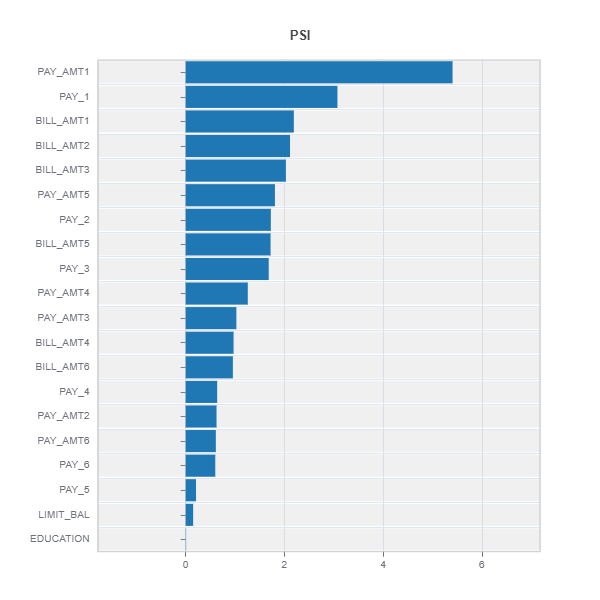 PSI
PAY_AMT1
PAY_1
BILL_AMT1
BILL_AMT2
BILL_AMT3
PAY_AMT5
PAY_2
BILL_AMT5
PAY_3
PAY_AMT4
PAY_AMT3
BILL_AMT4
BILL_AMT6
PAY_4
PAY_AMT2
PAY_AMT6
PAY_6
PAY_5
LIMIT_BAL
EDUCATION
0 2 4 6